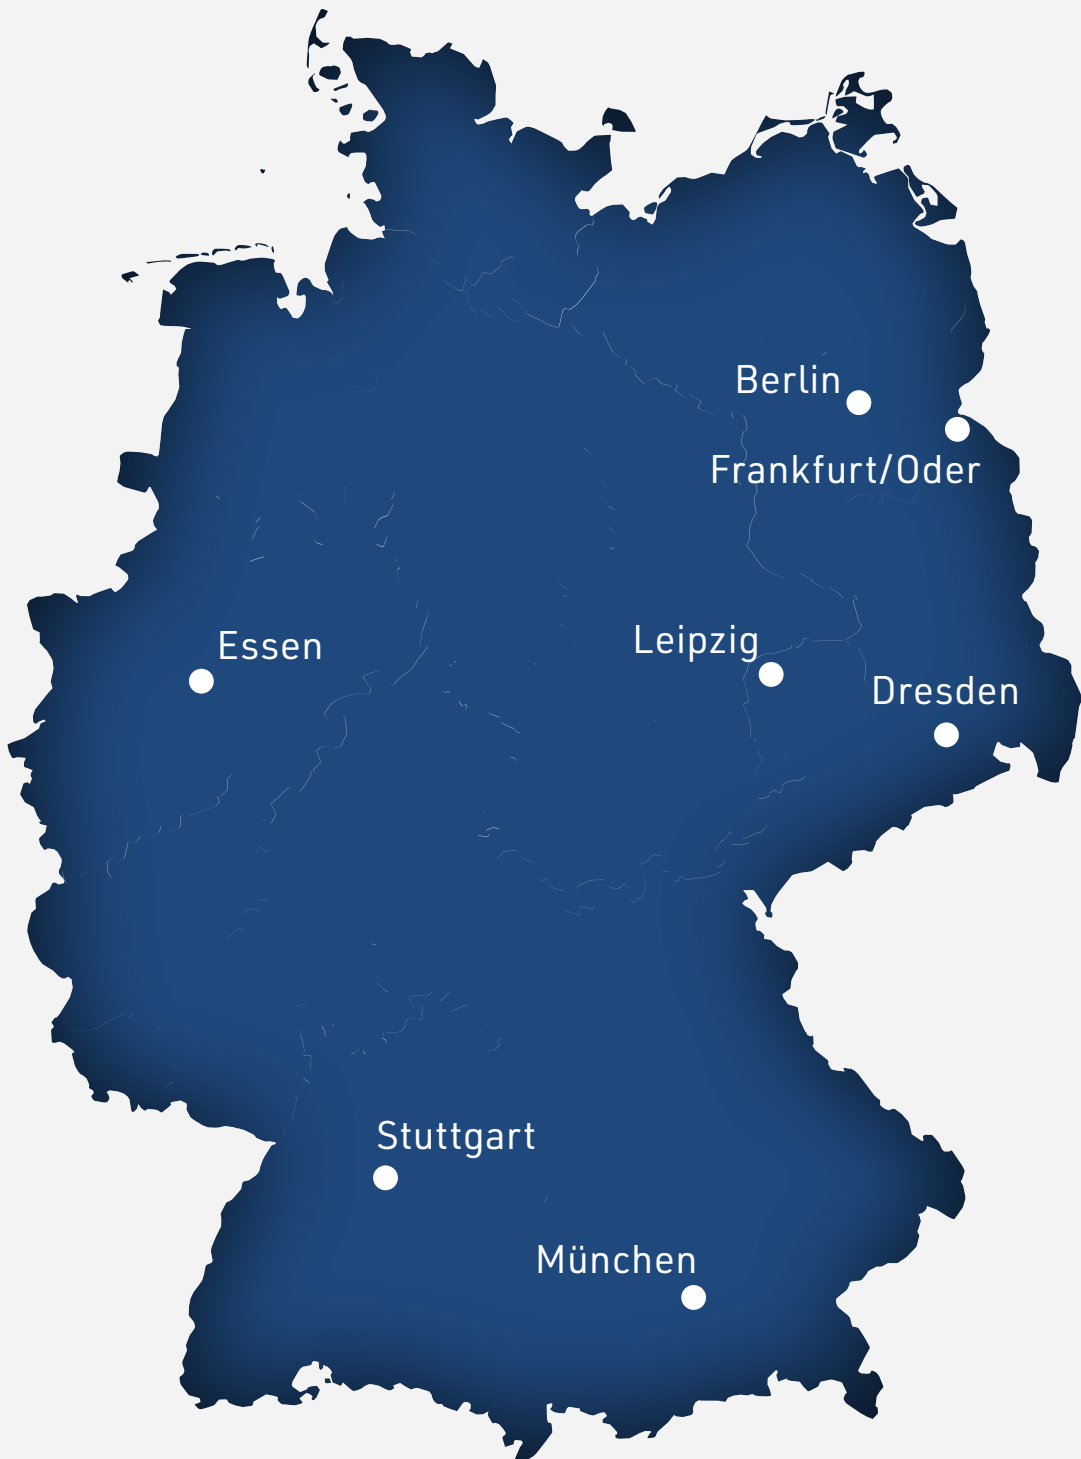 Berlin
Frankfurt/Oder
Essen
Leipzig
Dresden
Stuttgart
München